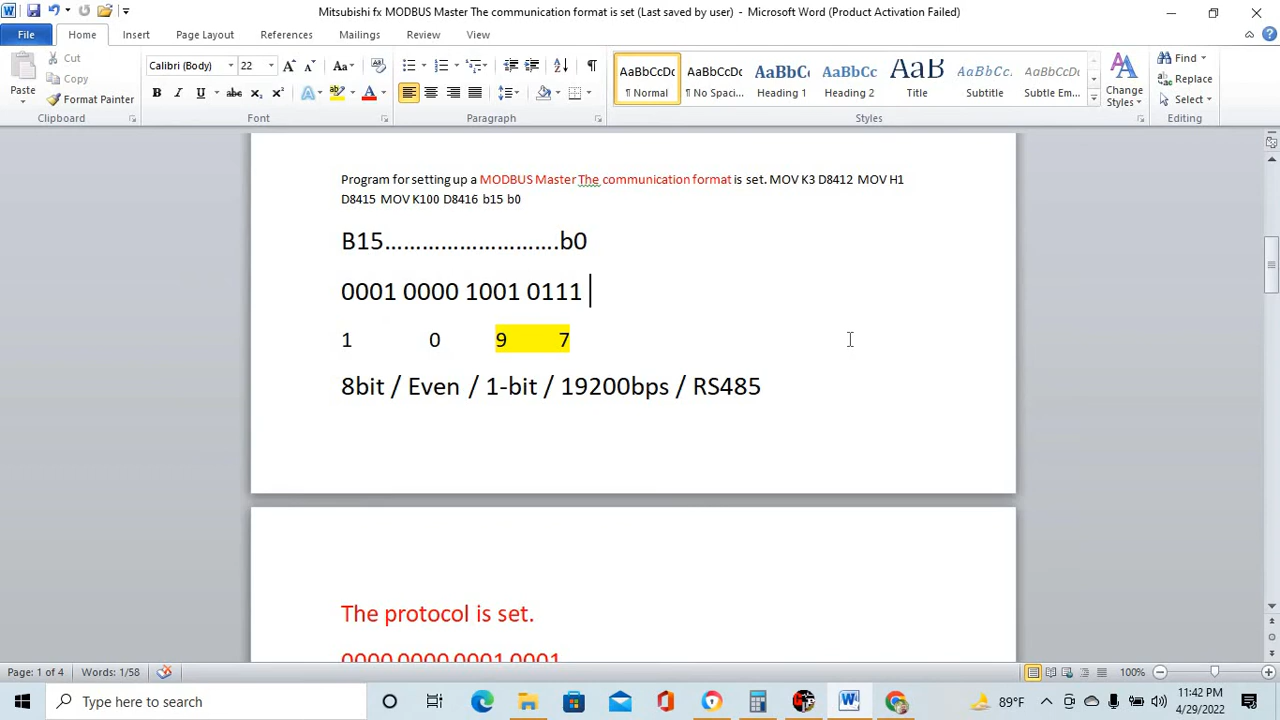 Mitsubishi fx MODBUS Master The communication format is set (Last saved by user) - Microsoft Word (Product Activation Failed)
File Home Insert Page Layout References Mailings Review View
Cut
Copy
Format Painter
Paste
Clipboard
Calibri (Body) 22
Font
Paragraph
AaBbCcDc AaBbCcDc AaBbCc AaBbCc AaB AaBbCcL AaBbCcDc
¶ Normal ¶ No Spaci... Heading 1 Heading 2 Title Subtitle Subtle Em...
Change Styles
Styles
Find
Replace
Select
Editing
Program for setting up a MODBUS Master The communication format is set. MOV K3 D8412 MOV H1
D8415 MOV K100 D8416 b15 b0
B15……………………….b0
0001 0000 1001 0111
1 0 9 7
8bit / Even / 1-bit / 19200bps / RS485
The protocol is set.
0000 0000 0001 0001
Page: 1 of 4 Words: 1/58 100%
Type here to search
89°F
11:42 PM
4/29/2022